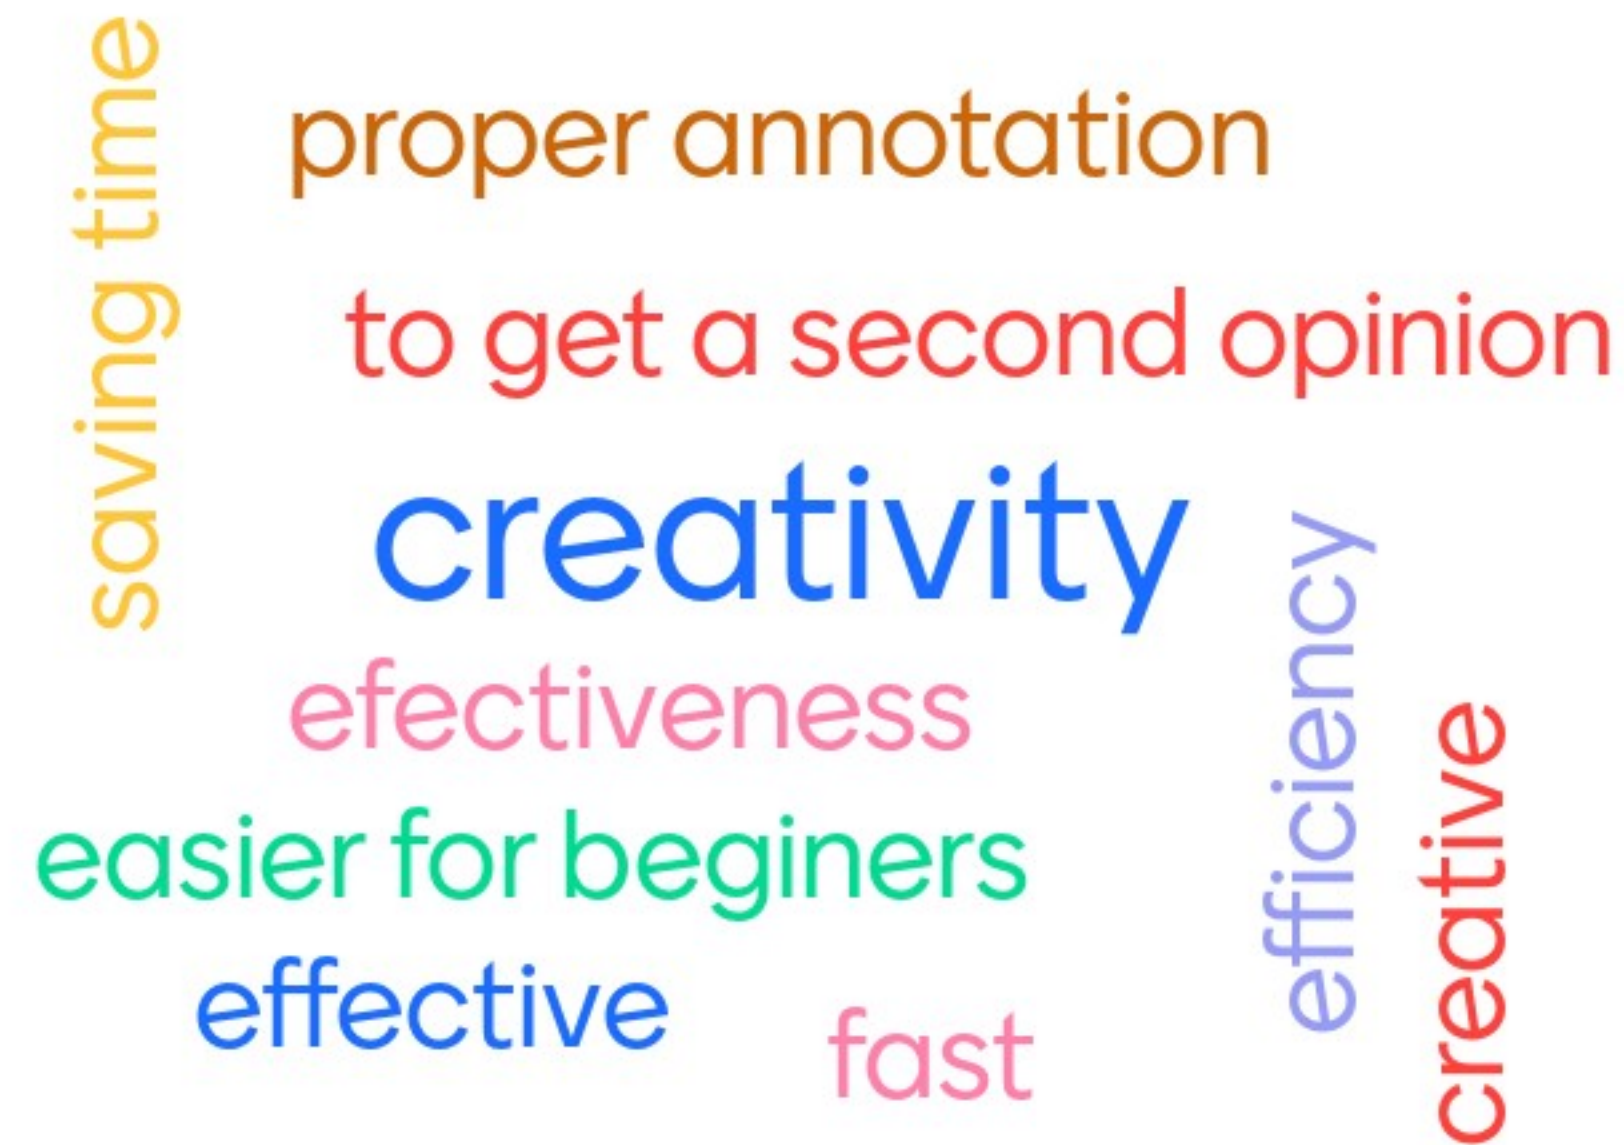 saving time
proper annotation
to get a second opinion
creativity
efficiency
efectiveness
creative
easier for beginers
effective
fast